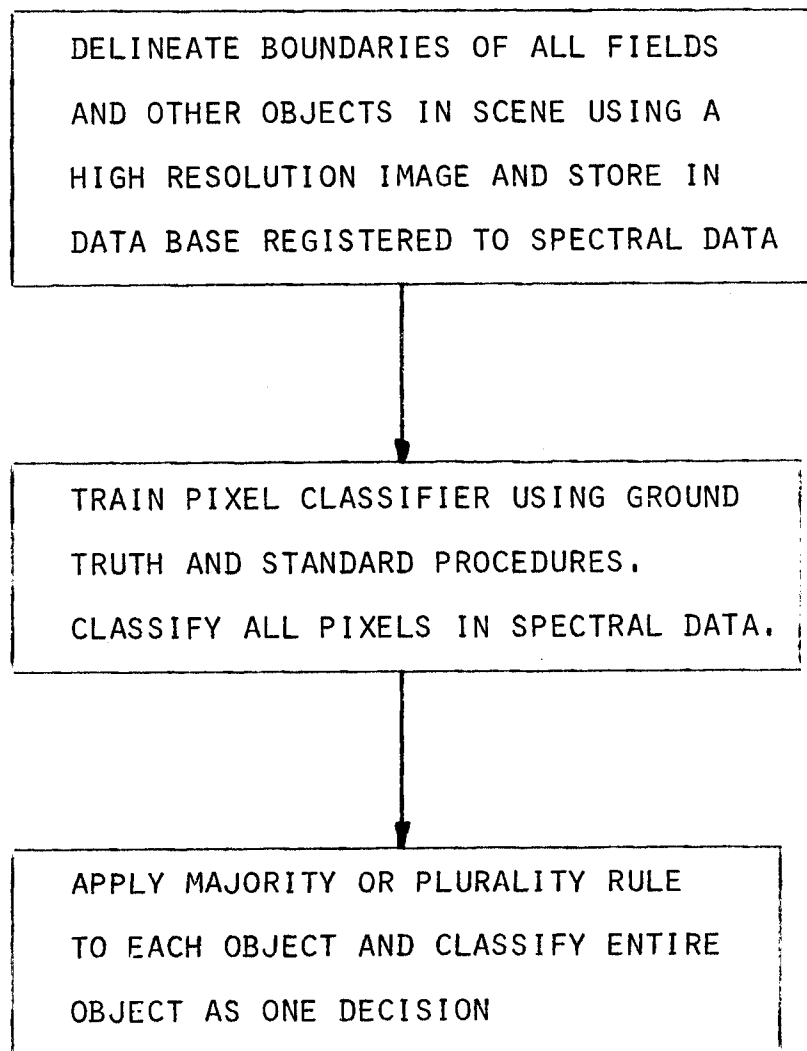 DELINEATE BOUNDARIES OF ALL FIELDS
AND OTHER OBJECTS IN SCENE USING A
HIGH RESOLUTION IMAGE AND STORE IN
DATA BASE REGISTERED TO SPECTRAL DATA
TRAIN PIXEL CLASSIFIER USING GROUND
TRUTH AND STANDARD PROCEDURES.
CLASSIFY ALL PIXELS IN SPECTRAL DATA.
APPLY MAJORITY OR PLURALITY RULE
TO EACH OBJECT AND CLASSIFY ENTIRE
OBJECT AS ONE DECISION